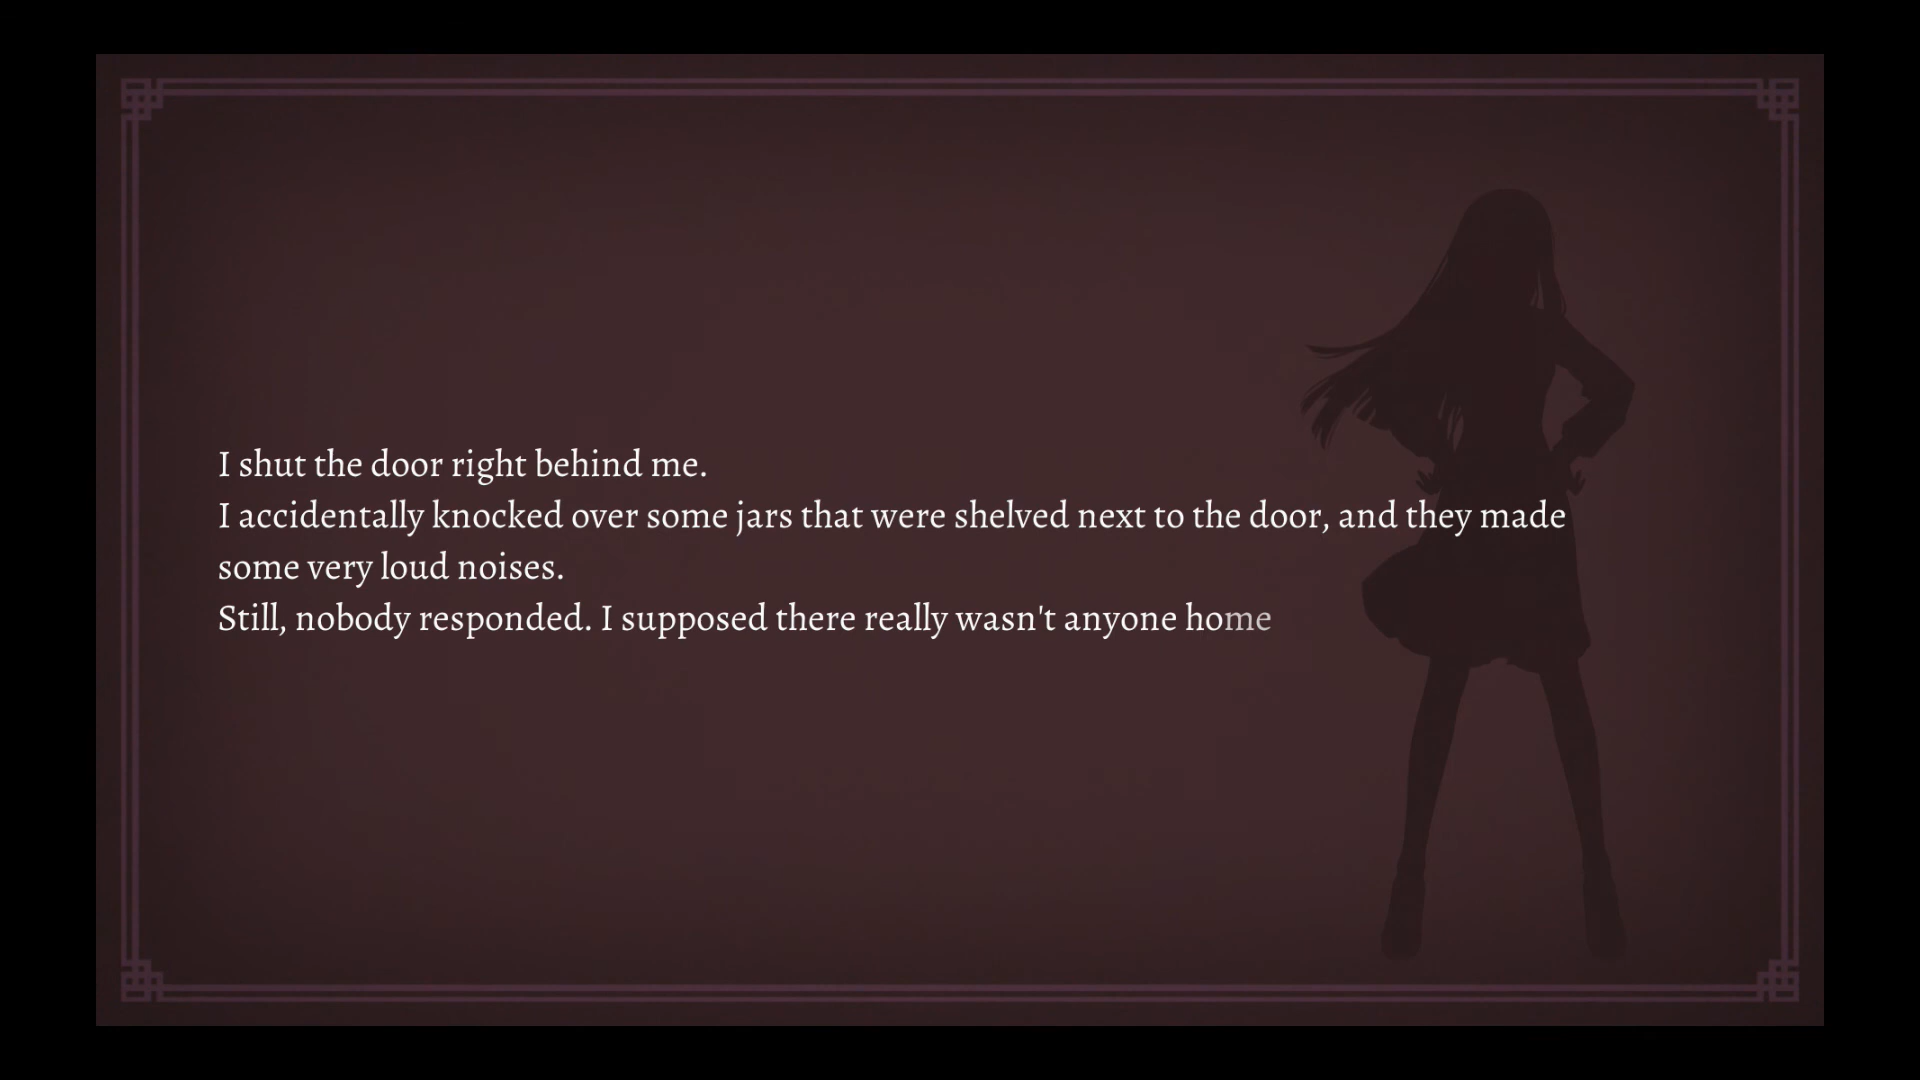 I shut the door right behind me.
I accidentally knocked over some jars that were shelved next to the door, and they made
some very loud noises.
Still, nobody responded. I supposed there really wasn't anyone home